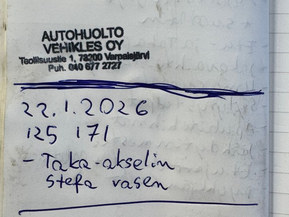 AUTOHUOLTO
VEHIKLES OY
Teollisuustie 1, 78200 Varpaisjärvi
Puh. 040 677 2727
22.1.2026
125 171
- Taka-akselin
stefa vasen